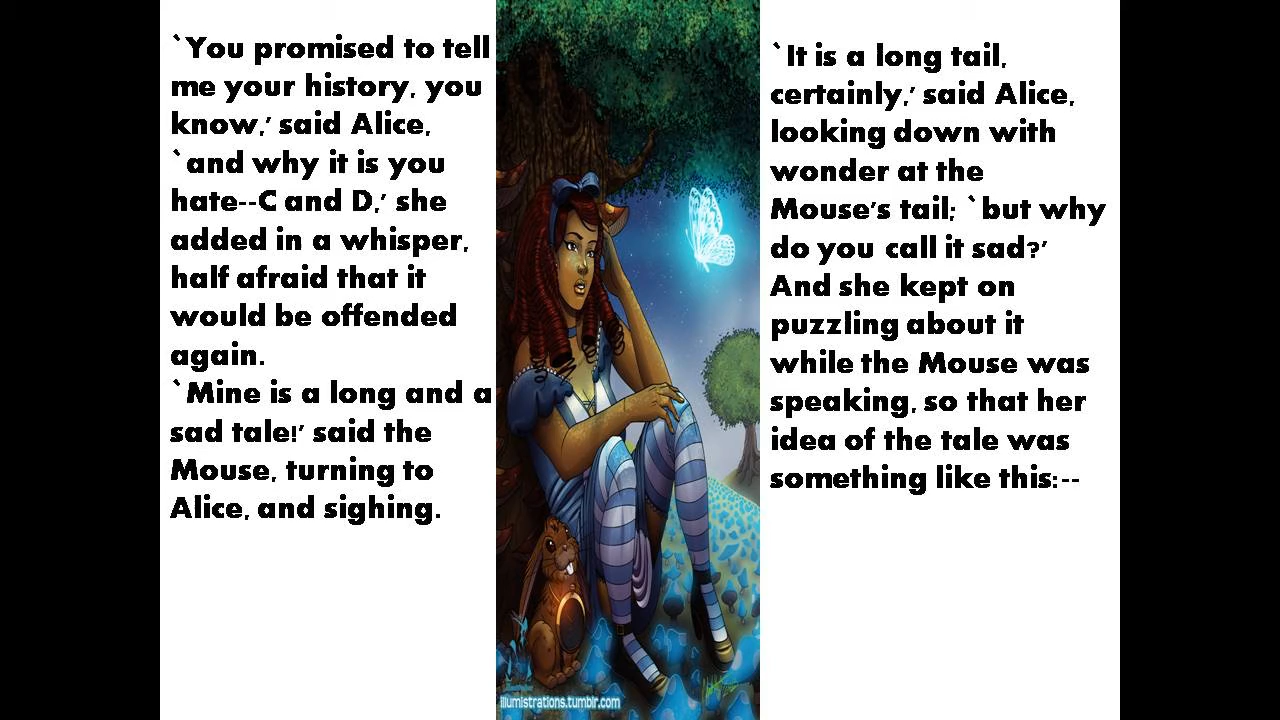 `You promised to tell
me your history, you
know,' said Alice,
`and why it is you
hate--C and D,' she
added in a whisper,
half afraid that it
would be offended
again.
`Mine is a long and a
sad tale!' said the
Mouse, turning to
Alice, and sighing.
`It is a long tail,
certainly,' said Alice,
looking down with
wonder at the
Mouse's tail; `but why
do you call it sad?'
And she kept on
puzzling about it
while the Mouse was
speaking, so that her
idea of the tale was
something like this:--
illumistrations.tumblr.com